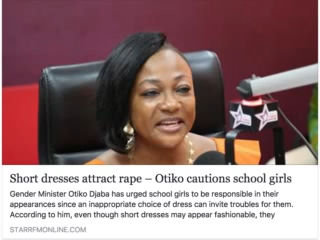 Short dresses attract rape – Otiko cautions school girls
Gender Minister Otiko Djaba has urged school girls to be responsible in their
appearances since an inappropriate choice of dress can invite troubles for them.
According to him, even though short dresses may appear fashionable, they
STARRFMONLINE.COM